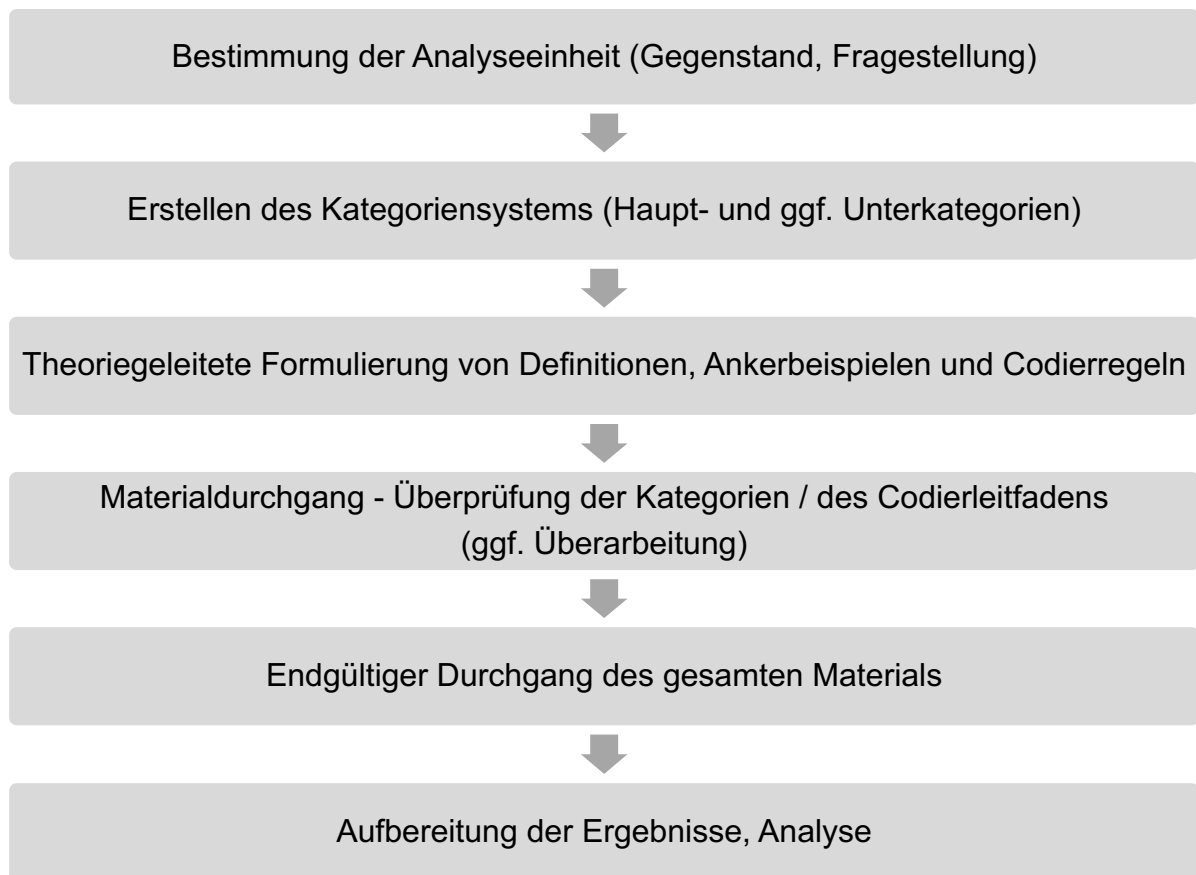 Bestimmung der Analyseeinheit (Gegenstand, Fragestellung)
Erstellen des Kategoriensystems (Haupt- und ggf. Unterkategorien)
Theoriegeleitete Formulierung von Definitionen, Ankerbeispielen und Codierregeln
Materialdurchgang - Überprüfung der Kategorien / des Codierleitfadens
(ggf. Überarbeitung)
Endgültiger Durchgang des gesamten Materials
Aufbereitung der Ergebnisse, Analyse